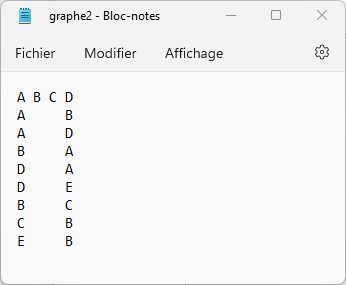 graphe2 - Bloc-notes
Fichier Modifier Affichage
A B C D
A B
A D
B A
D A
D E
B C
C B
E B